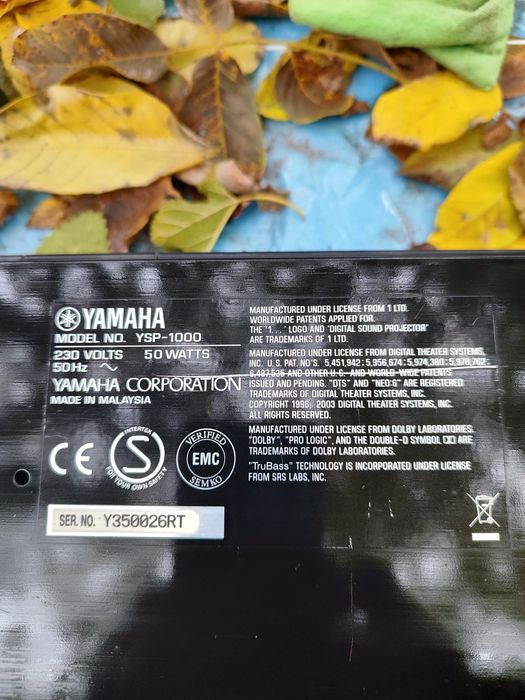 YAMAHA
MODEL NO. YSP-1000
230 VOLTS 50 WATTS
50Hz ~
YAMAHA CORPORATION
MADE IN MALAYSIA
MANUFACTURED UNDER LICENSE FROM 1 LTD.
WORLDWIDE PATENTS APPLIED FOR.
THE '1. . .' LOGO AND 'DIGITAL SOUND PROJECTOR'
ARE TRADEMARKS OF 1 LTD.
MANUFACTURED UNDER LICENSE FROM DIGITAL THEATER SYSTEMS,
INC. U.S. PAT. NO'S. 5,451,942; 5,956,674; 5,974,380; 5,978,762;
6,487,535 AND OTHER U.S. AND WORLD-WIDE PATENTS
ISSUED AND PENDING. "DTS" AND "NEO:6" ARE REGISTERED
TRADEMARKS OF DIGITAL THEATER SYSTEMS, INC.
COPYRIGHT 1996, 2003 DIGITAL THEATER SYSTEMS, INC.
ALL RIGHTS RESERVED.
MANUFACTURED UNDER LICENSE FROM DOLBY LABORATORIES.
"DOLBY", "PRO LOGIC", AND THE DOUBLE-D SYMBOL ARE
TRADEMARKS OF DOLBY LABORATORIES.
"TruBass" TECHNOLOGY IS INCORPORATED UNDER LICENSE
FROM SRS LABS, INC.
CE
INTERTEK
S
FOR YOUR OWN SAFETY
VERIFIED
EMC
SEMKO
SER. NO. Y350026RT